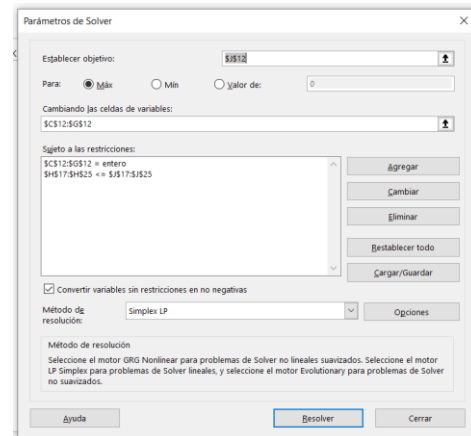 Parámetros de Solver
Establecer objetivo:
$J$12
Para:
Máx
Mín
Valor de:
0
Cambiando las celdas de variables:
$C$12:$G$12
Sujeto a las restricciones:
$C$12:$G$12 = entero
$H$17:$H$25 <= $J$17:$J$25
Agregar
Cambiar
Eliminar
Restablecer todo
Cargar/Guardar
Convertir variables sin restricciones en no negativas
Método de
resolución:
Simplex LP
Opciones
Método de resolución
Seleccione el motor GRG Nonlinear para problemas de Solver no lineales suavizados. Seleccione el motor
LP Simplex para problemas de Solver lineales, y seleccione el motor Evolutionary para problemas de Solver
no suavizados.
Ayuda
Resolver
Cerrar